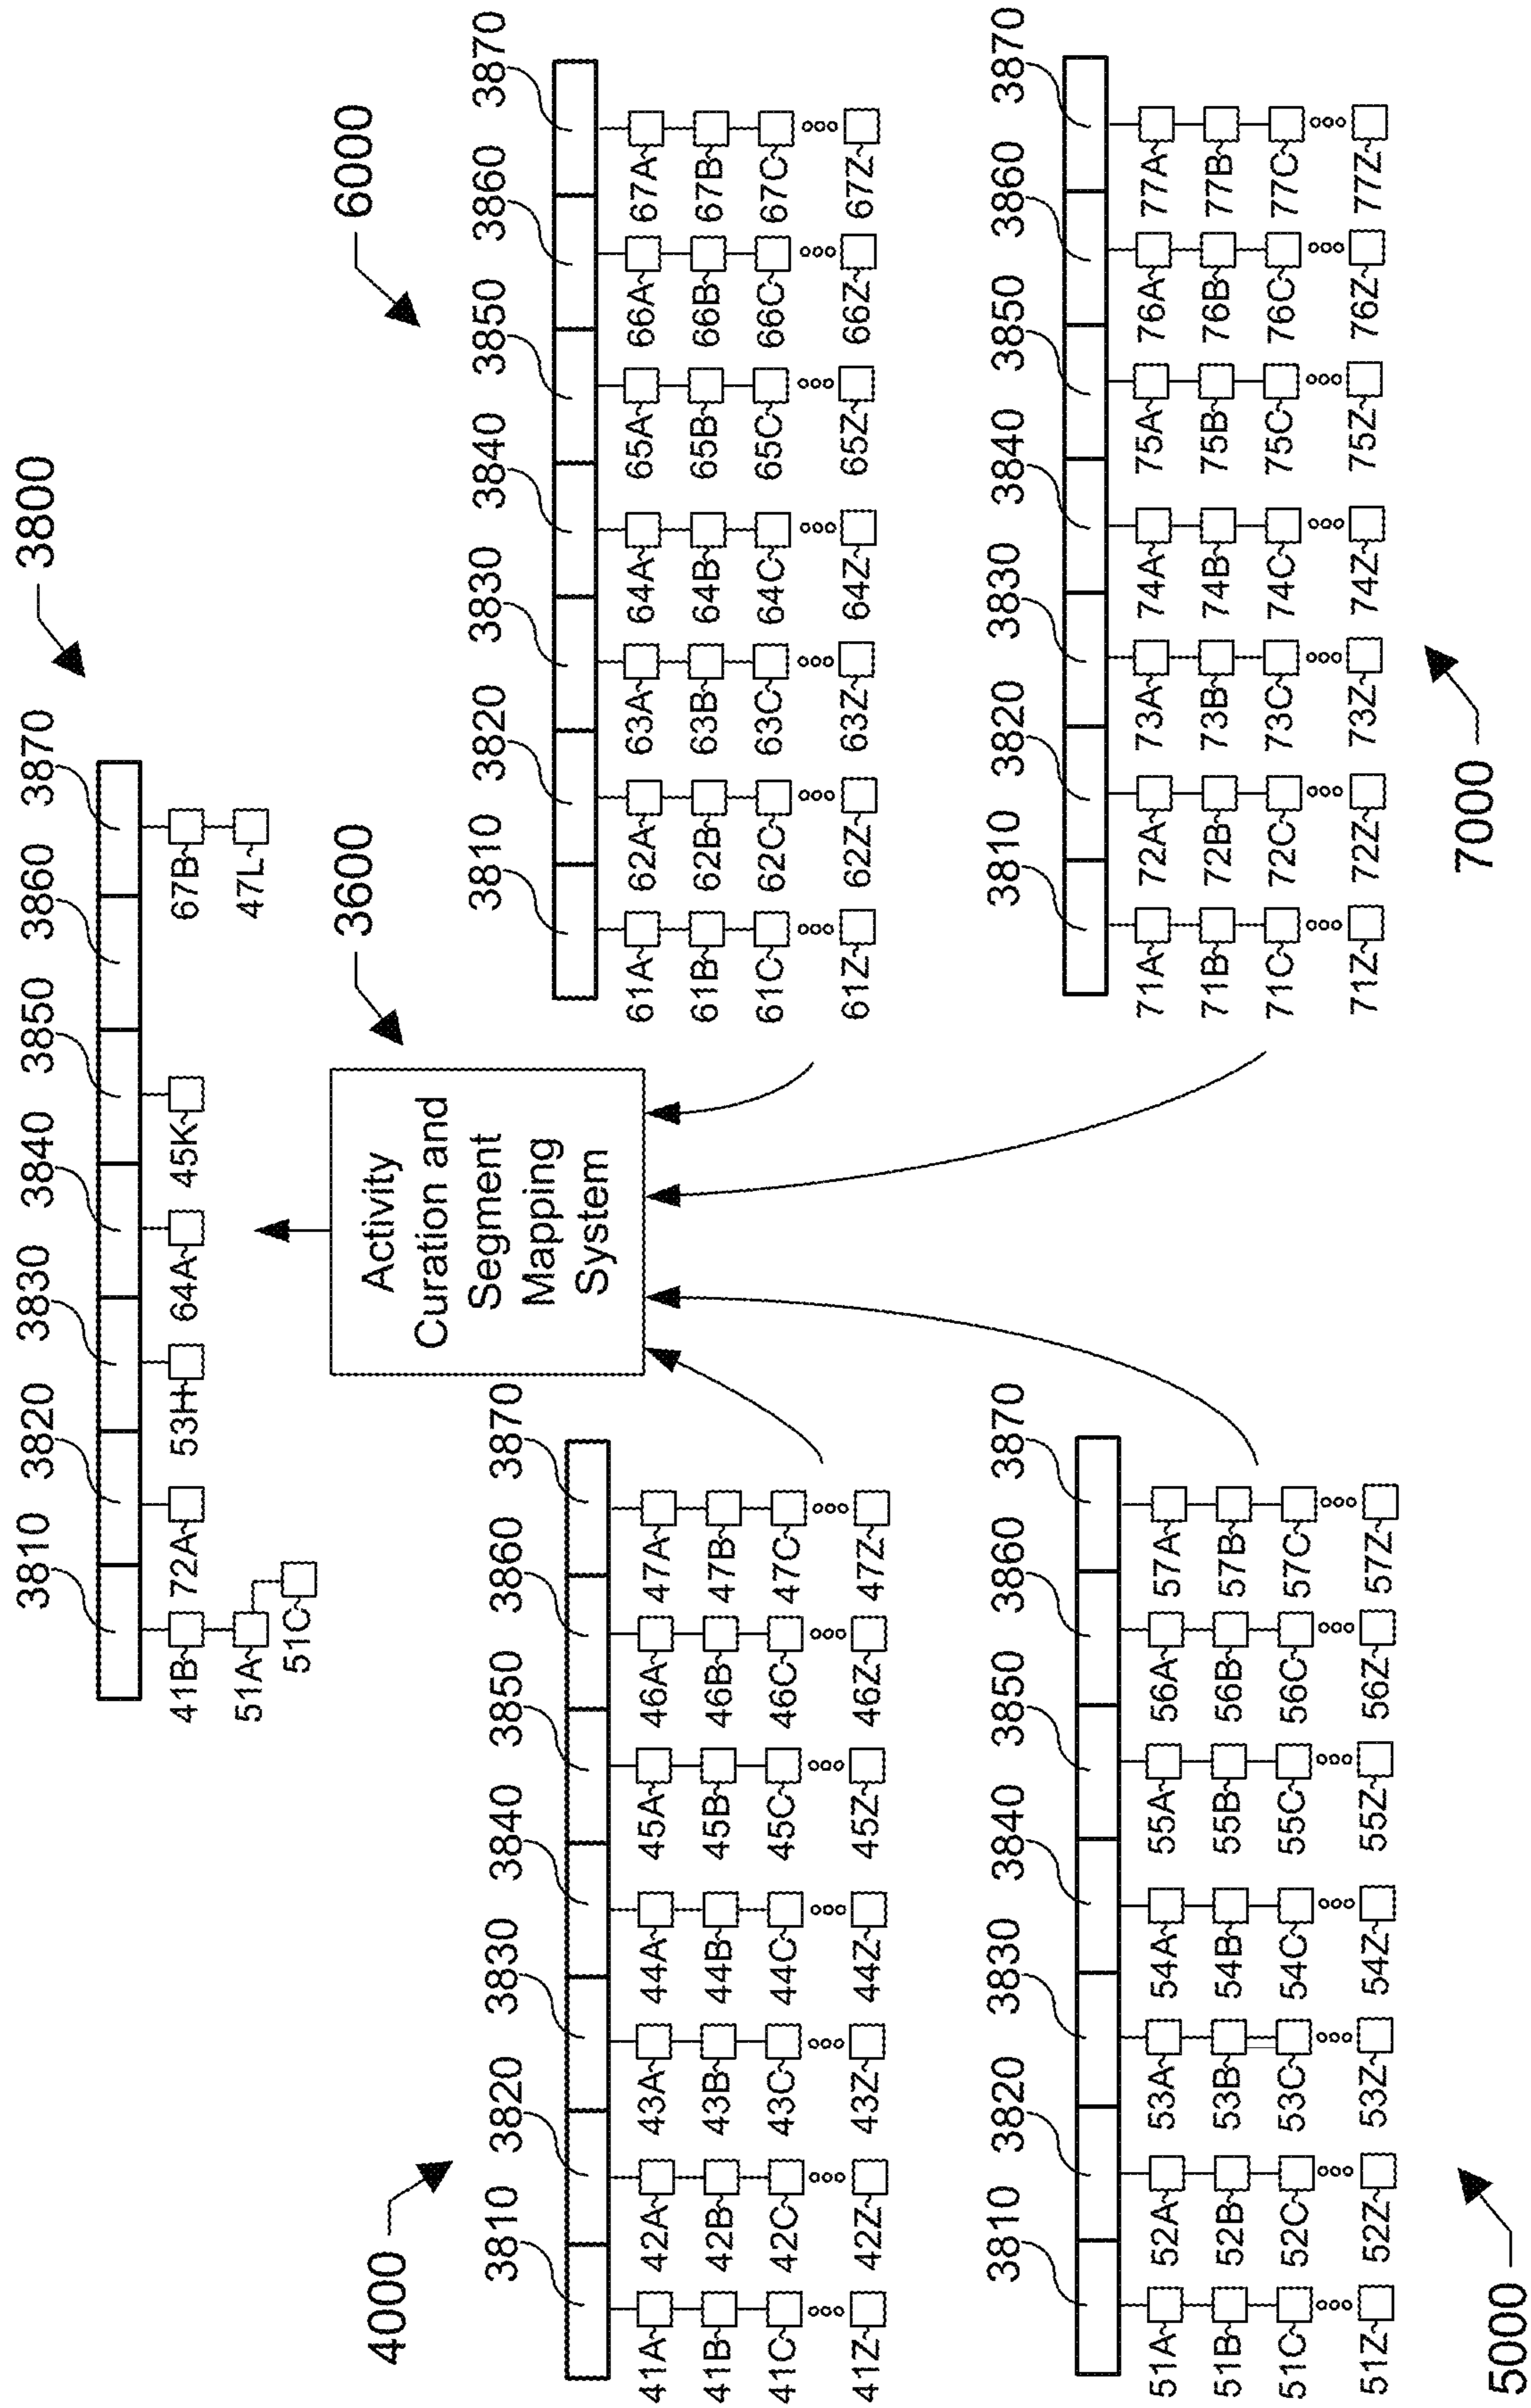 3800
3810 3820 3830 3840 3850 3860 3870
41B 72A 53H 64A 45K 67B
51A 47L
51C
3600
Activity
Curation and
Segment
Mapping
System
4000
3810 3820 3830 3840 3850 3860 3870
41A 42A 43A 44A 45A 46A 47A
41B 42B 43B 44B 45B 46B 47B
41C 42C 43C 44C 45C 46C 47C
41Z 42Z 43Z 44Z 45Z 46Z 47Z
6000
3810 3820 3830 3840 3850 3860 3870
61A 62A 63A 64A 65A 66A 67A
61B 62B 63B 64B 65B 66B 67B
61C 62C 63C 64C 65C 66C 67C
61Z 62Z 63Z 64Z 65Z 66Z 67Z
3810 3820 3830 3840 3850 3860 3870
51A 52A 53A 54A 55A 56A 57A
51B 52B 53B 54B 55B 56B 57B
51C 52C 53C 54C 55C 56C 57C
51Z 52Z 53Z 54Z 55Z 56Z 57Z
5000
3810 3820 3830 3840 3850 3860 3870
71A 72A 73A 74A 75A 76A 77A
71B 72B 73B 74B 75B 76B 77B
71C 72C 73C 74C 75C 76C 77C
71Z 72Z 73Z 74Z 75Z 76Z 77Z
7000